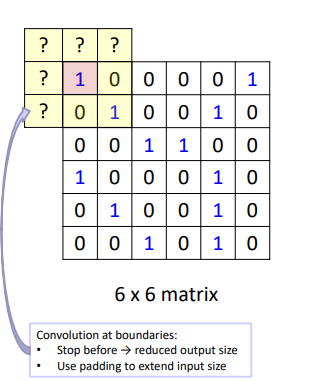 ? ? ?
? 1 0 0 0 0 1
? 0 1 0 0 1 0
0 0 1 1 0 0
1 0 0 0 1 0
0 1 0 0 1 0
0 0 1 0 1 0
6 x 6 matrix
Convolution at boundaries:
• Stop before → reduced output size
• Use padding to extend input size